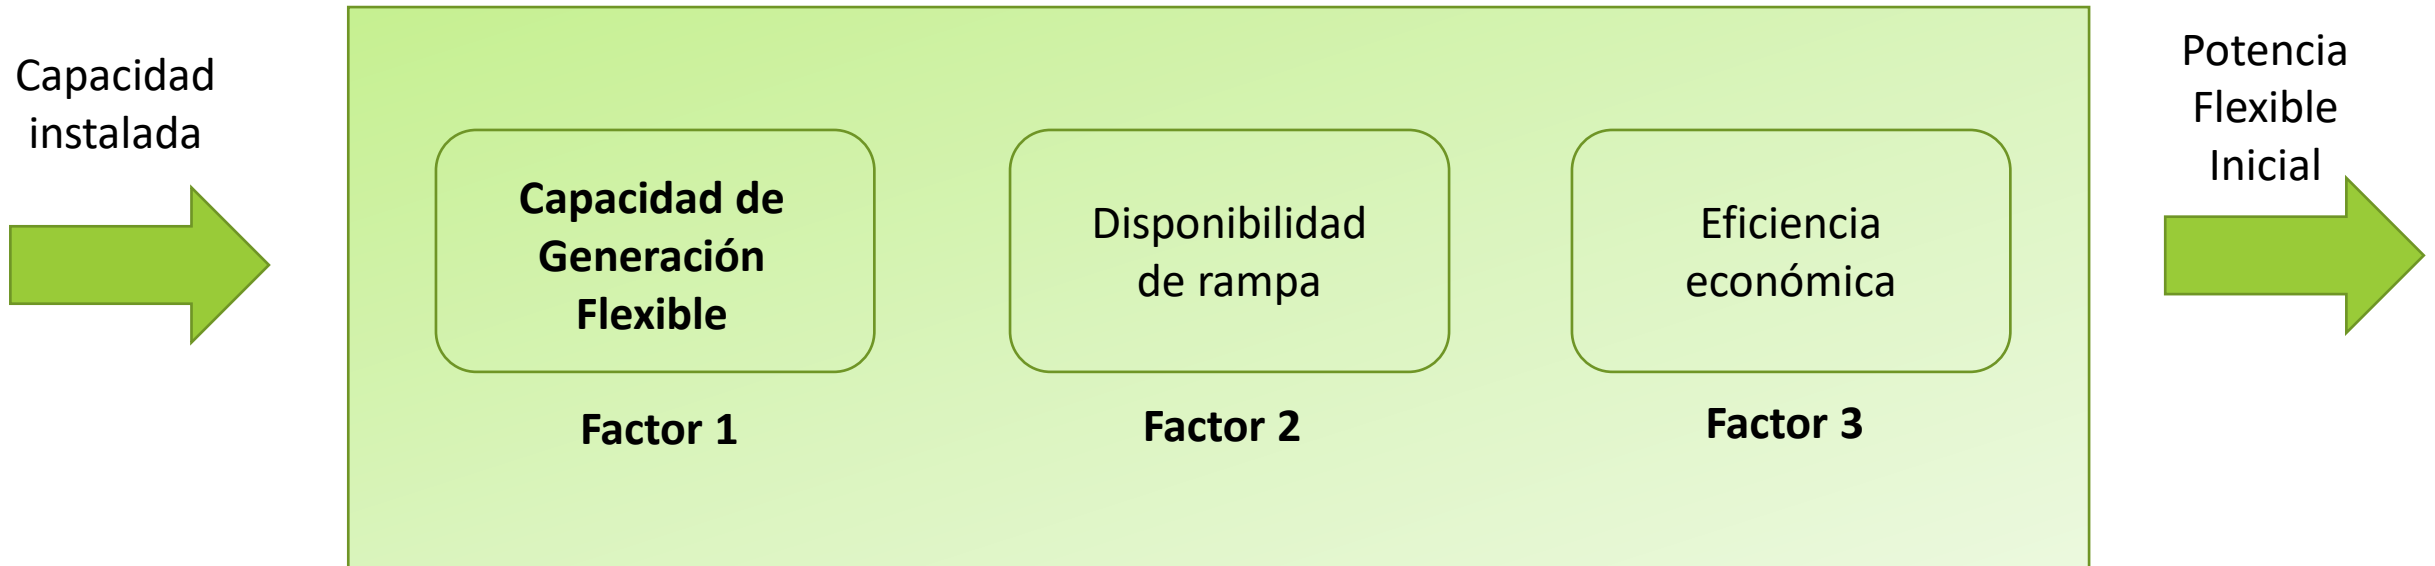 Capacidad
instalada
Capacidad de
Generación
Flexible
Factor 1
Disponibilidad
de rampa
Factor 2
Eficiencia
económica
Factor 3
Potencia
Flexible
Inicial